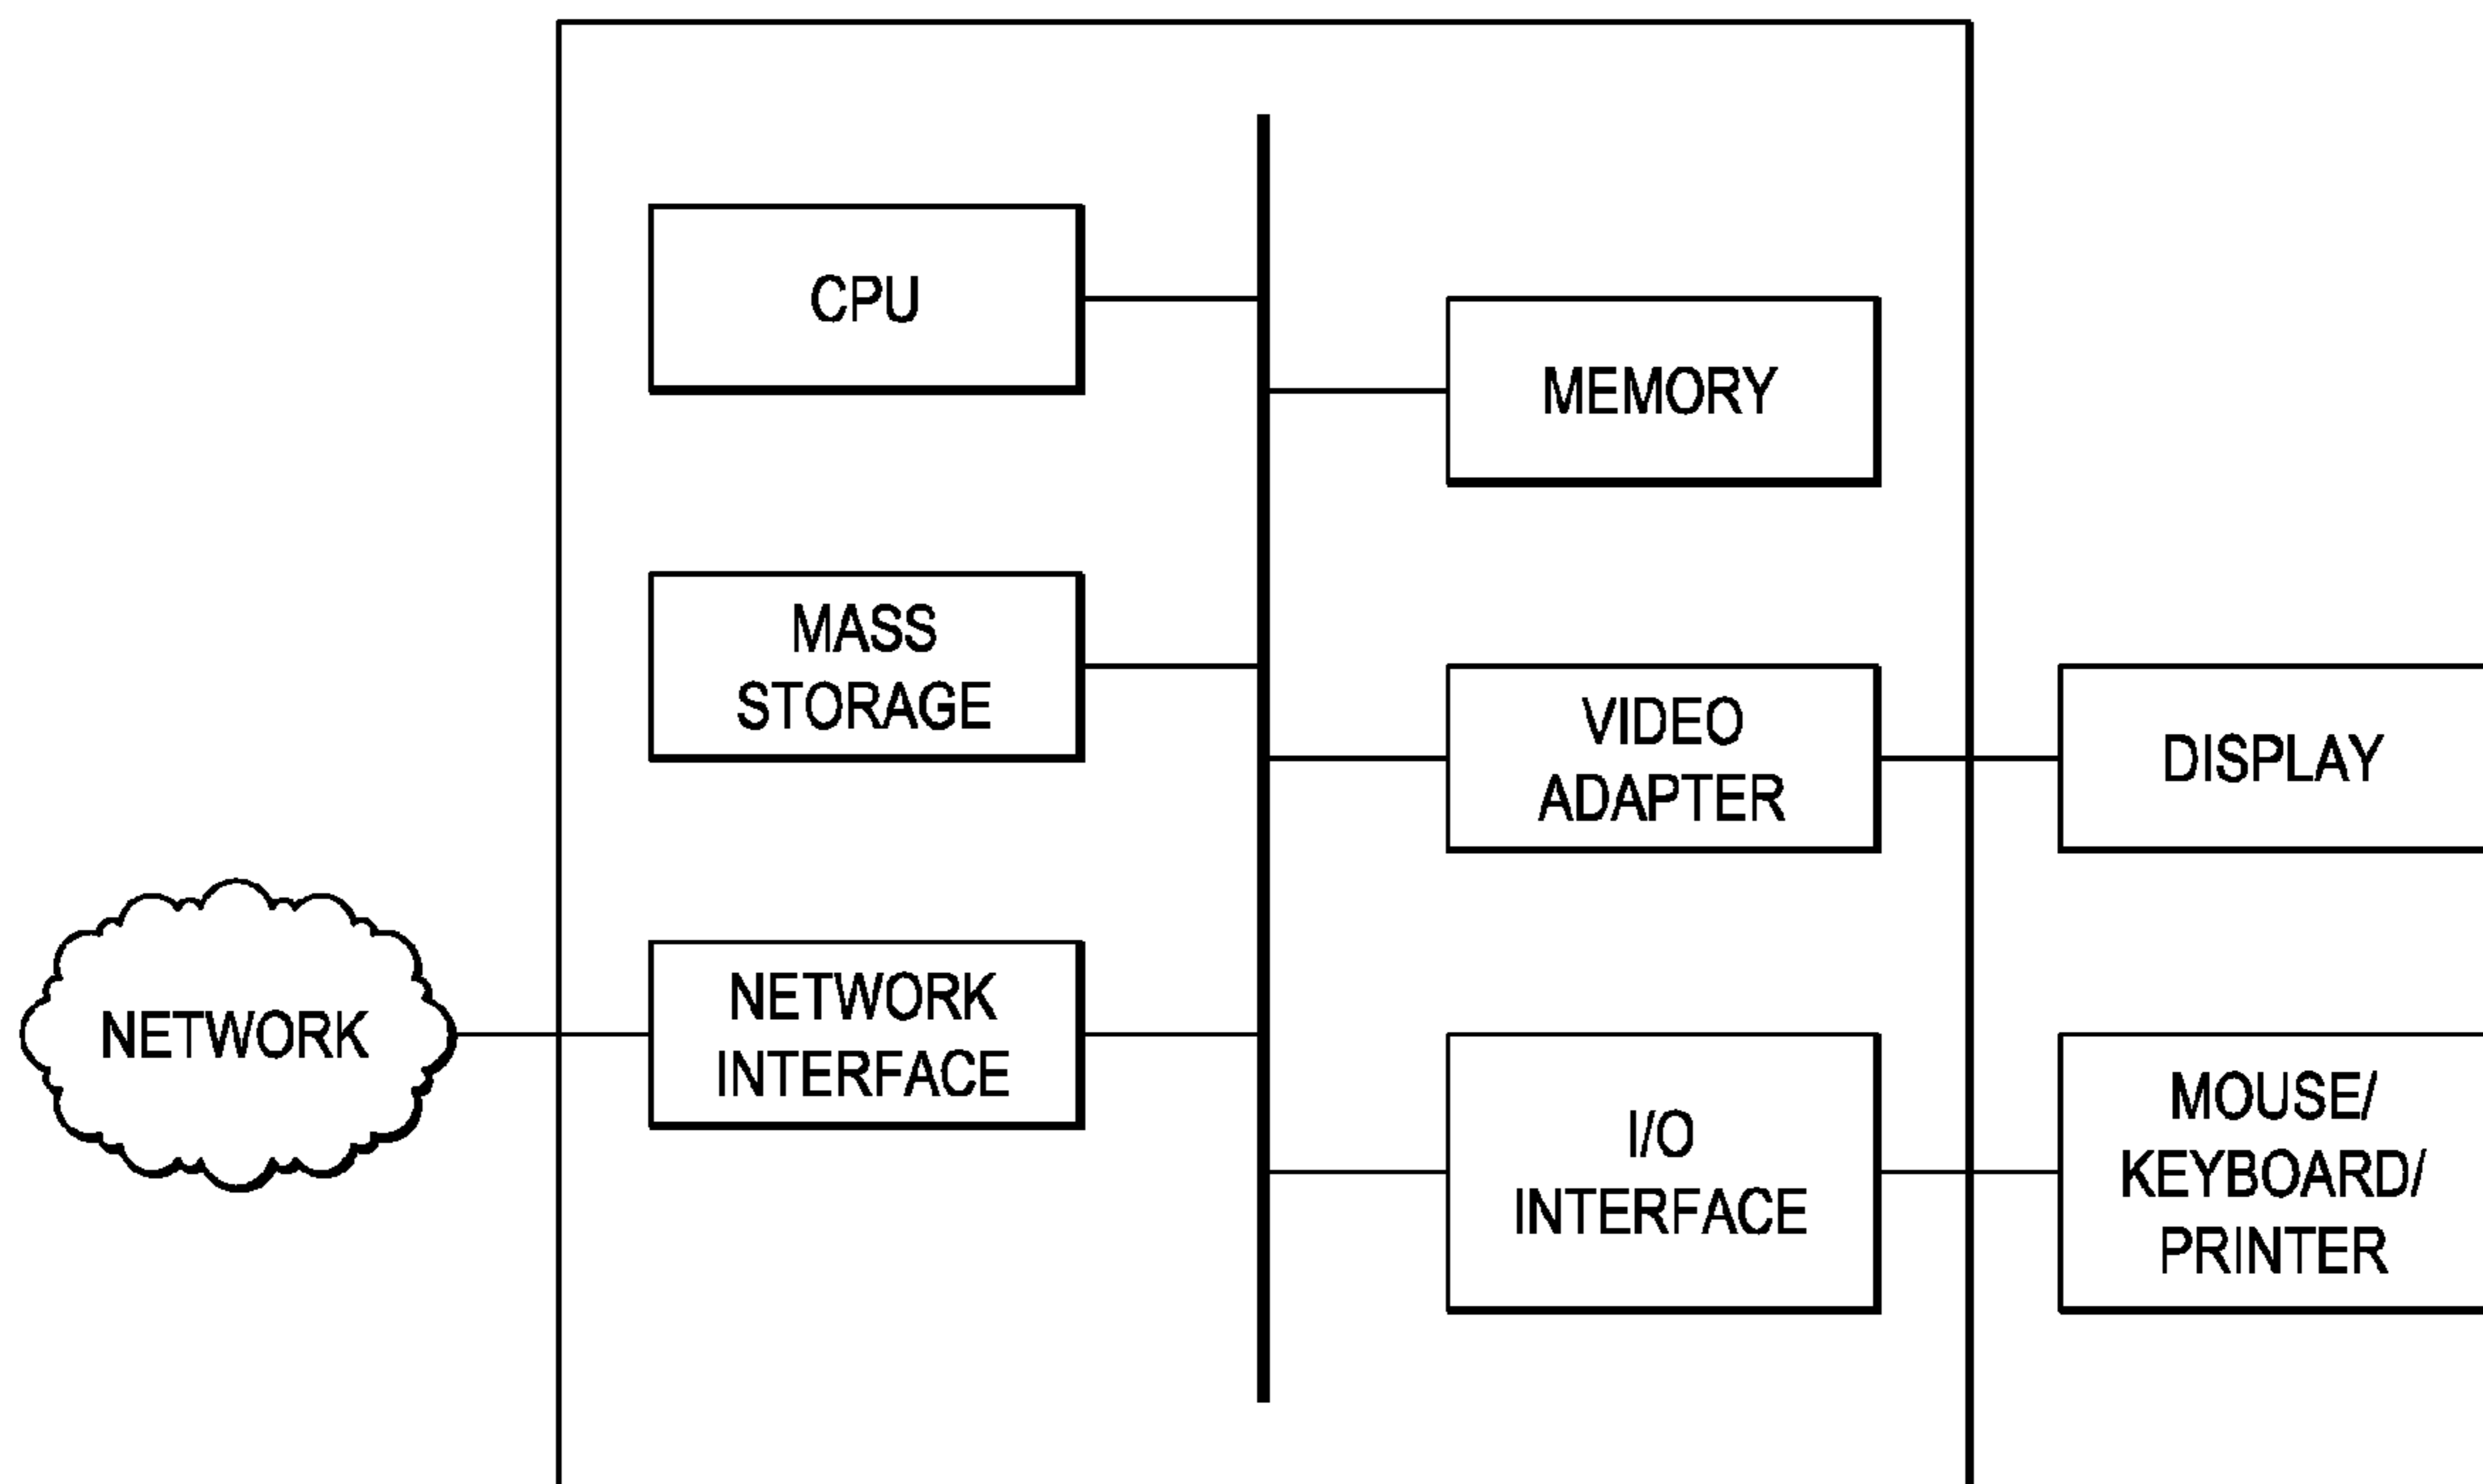 CPU
MEMORY
MASS
STORAGE
VIDEO
ADAPTER
DISPLAY
NETWORK
NETWORK
INTERFACE
I/O
INTERFACE
MOUSE/
KEYBOARD/
PRINTER